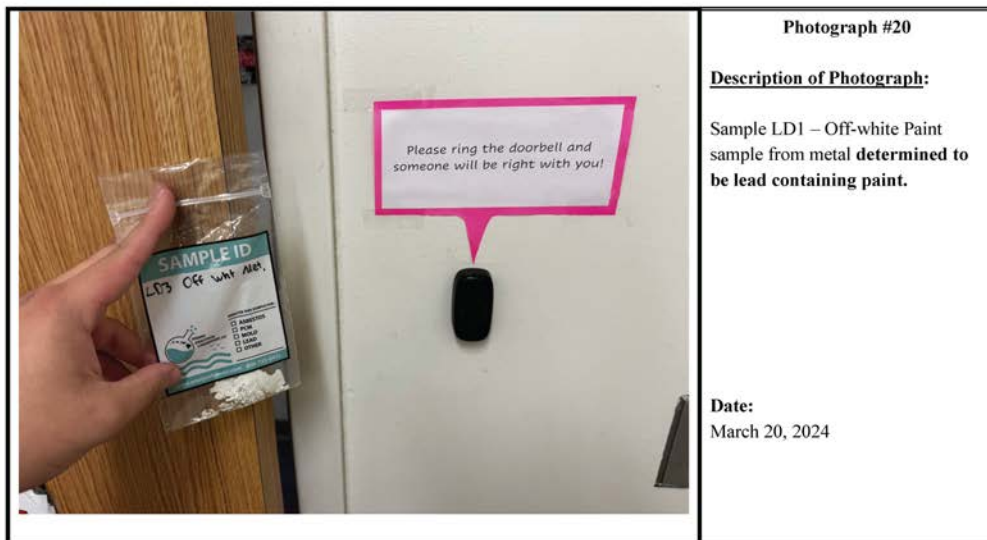 Please ring the doorbell and
someone will be right with you!
SAMPLE ID
LD3 Off Wht Met.
ASBESTOS
PCM
MOLD
LEAD
OTHER
Photograph #20
Description of Photograph:
Sample LD1 – Off-white Paint
sample from metal determined to
be lead containing paint.
Date:
March 20, 2024